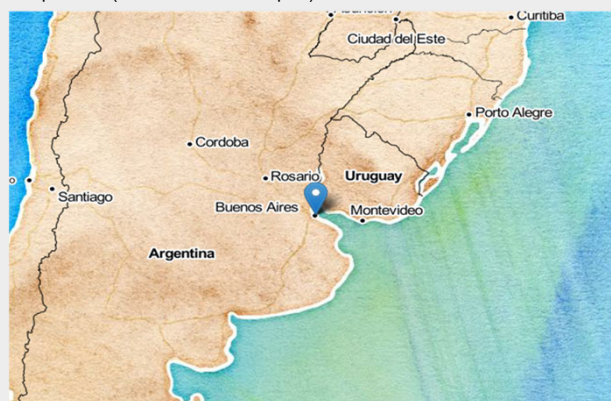 Curitiba
Ciudad del Este
Porto Alegre
Cordoba
Rosario
Uruguay
Santiago
Buenos Aires
Montevideo
Argentina